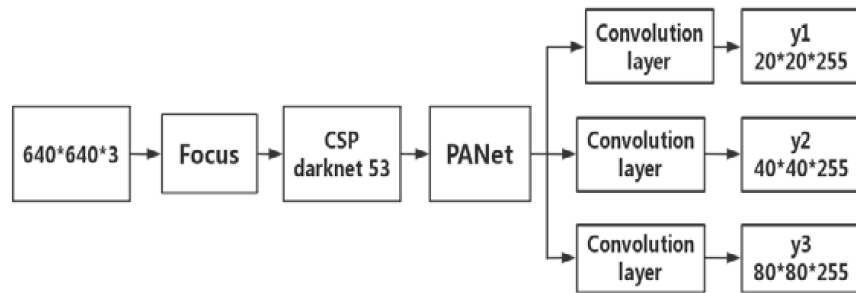 640*640*3
Focus
CSP
darknet 53
PANet
Convolution
layer
y1
20*20*255
Convolution
layer
y2
40*40*255
Convolution
layer
y3
80*80*255